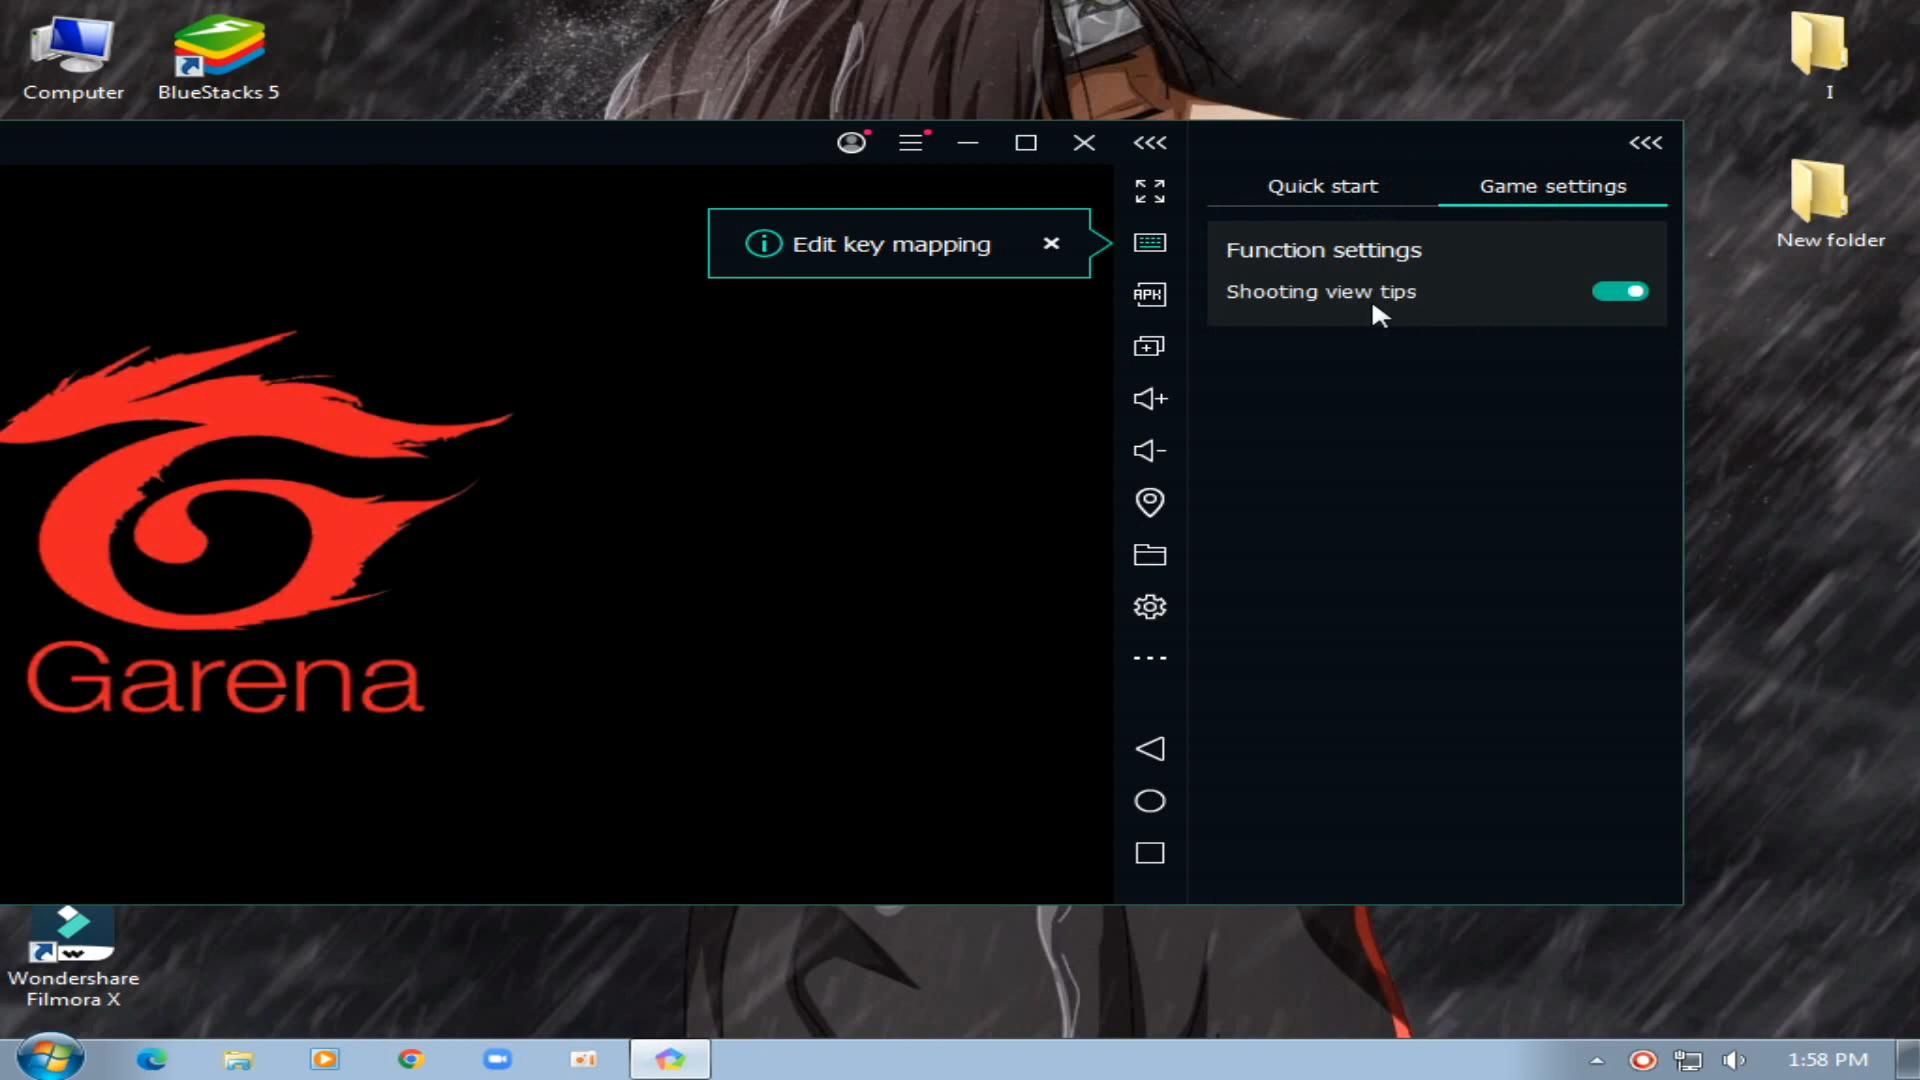 Computer
BlueStacks 5
I
New folder
Quick start
Game settings
Edit key mapping
Function settings
Shooting view tips
APK
Garena
Wondershare
Filmora X
1:58 PM